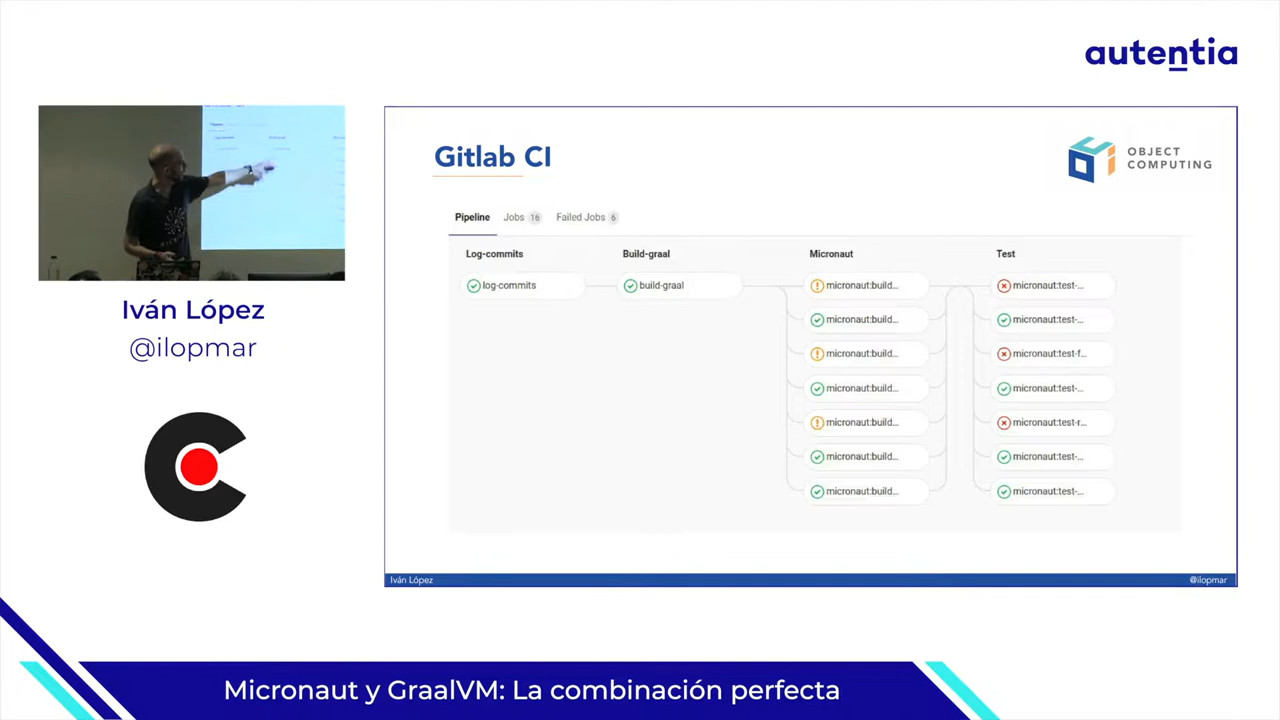 autentia
Gitlab CI
OBJECT
COMPUTING
Pipeline Jobs 16 Failed Jobs 6
Log-commits Build-graal Micronaut Test
log-commits build-graal micronaut:build... micronaut:test-...
micronaut:build... micronaut:test-...
micronaut:build... micronaut:test-f...
micronaut:build... micronaut:test-...
micronaut:build... micronaut:test-r...
micronaut:build... micronaut:test-...
micronaut:build... micronaut:test-...
Iván López @ilopmar
Iván López
@ilopmar
Micronaut y GraalVM: La combinación perfecta